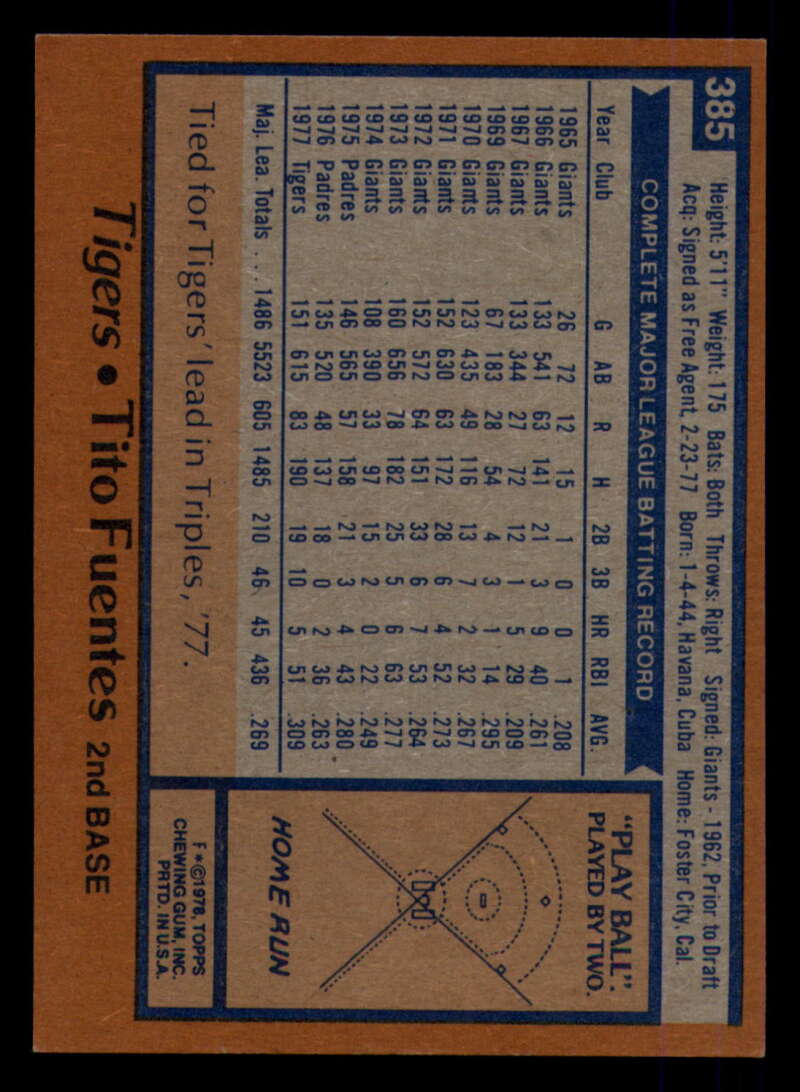 385
Height: 5'11" Weight: 175 Bats: Both Throws: Right Signed: Giants - 1962, Prior to Draft
Acq: Signed as Free Agent, 2-23-77 Born: 1-4-44, Havana, Cuba Home: Foster City, Cal.
COMPLETE MAJOR LEAGUE BATTING RECORD
Year Club G AB R H 2B 3B HR RBI AVG.
1965 Giants 26 72 12 15 1 0 0 1 .208
1966 Giants 133 541 63 141 21 3 9 40 .261
1967 Giants 133 344 27 72 12 1 5 29 .209
1969 Giants 67 183 28 54 4 3 1 14 .295
1970 Giants 123 435 49 116 13 7 2 32 .267
1971 Giants 152 630 63 172 28 6 4 52 .273
1972 Giants 152 572 64 151 33 6 7 53 .264
1973 Giants 160 656 78 182 25 5 6 63 .277
1974 Giants 108 390 33 97 15 2 0 22 .249
1975 Padres 146 565 57 158 21 3 4 43 .280
1976 Padres 135 520 48 137 18 0 2 36 .263
1977 Tigers 151 615 83 190 19 10 5 51 .309
Maj. Lea. Totals ... 1486 5523 605 1485 210 46 45 436 .269
Tied for Tigers' lead in Triples, '77.
"PLAY BALL".
PLAYED BY TWO.
HOME RUN
F*©1978, TOPPS
CHEWING GUM, INC.
PRTD. IN U.S.A.
Tigers • Tito Fuentes 2nd BASE